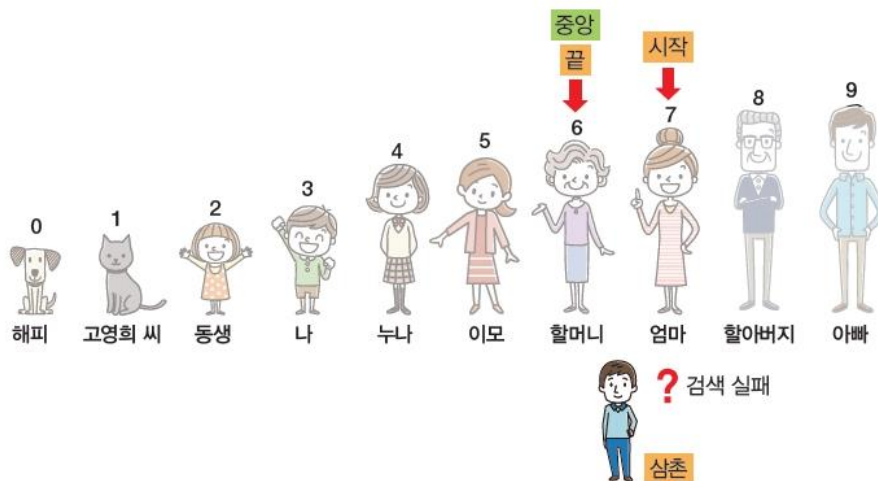 중앙
끝
시작
0 1 2 3 4 5 6 7 8 9
해피 고영희 씨 동생 나 누나 이모 할머니 엄마 할아버지 아빠
? 검색 실패
삼촌